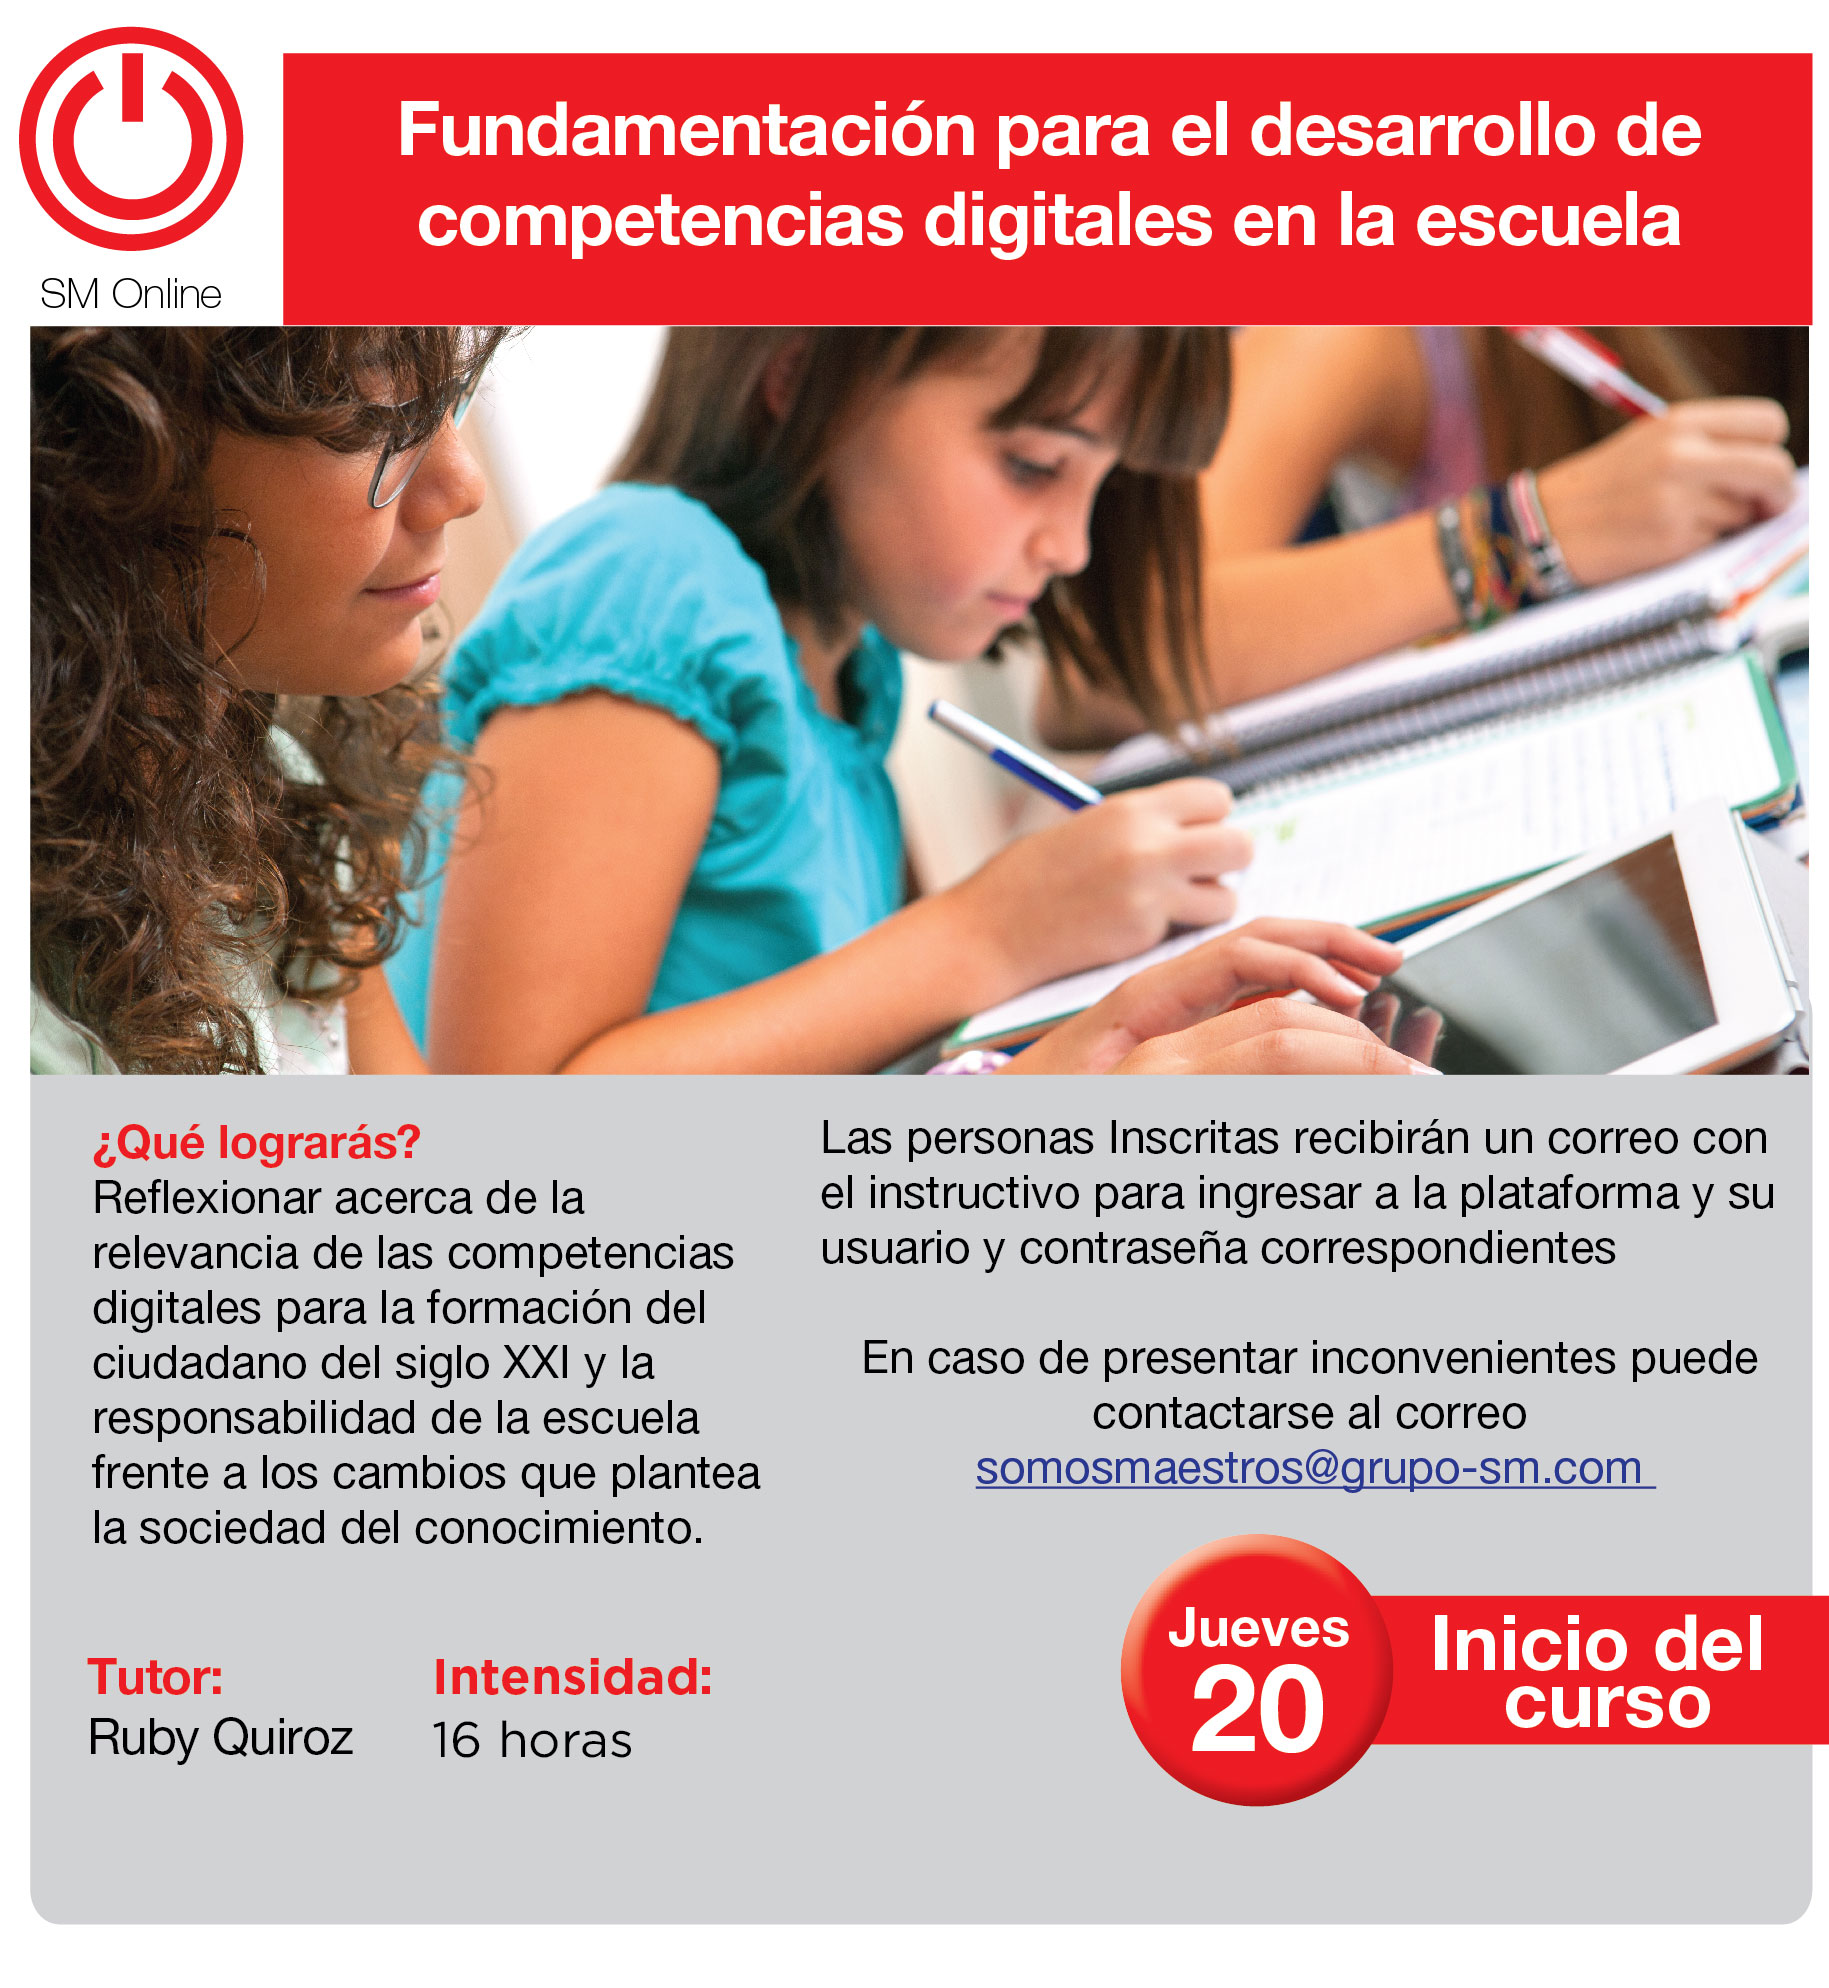 SM Online
Fundamentación para el desarrollo de
competencias digitales en la escuela
¿Qué lograrás?
Reflexionar acerca de la
relevancia de las competencias
digitales para la formación del
ciudadano del siglo XXI y la
responsabilidad de la escuela
frente a los cambios que plantea
la sociedad del conocimiento.
Tutor:
Ruby Quiroz
Intensidad:
16 horas
Las personas Inscritas recibirán un correo con
el instructivo para ingresar a la plataforma y su
usuario y contraseña correspondientes
En caso de presentar inconvenientes puede
contactarse al correo
somosmaestros@grupo-sm.com
Jueves
20
Inicio del
curso